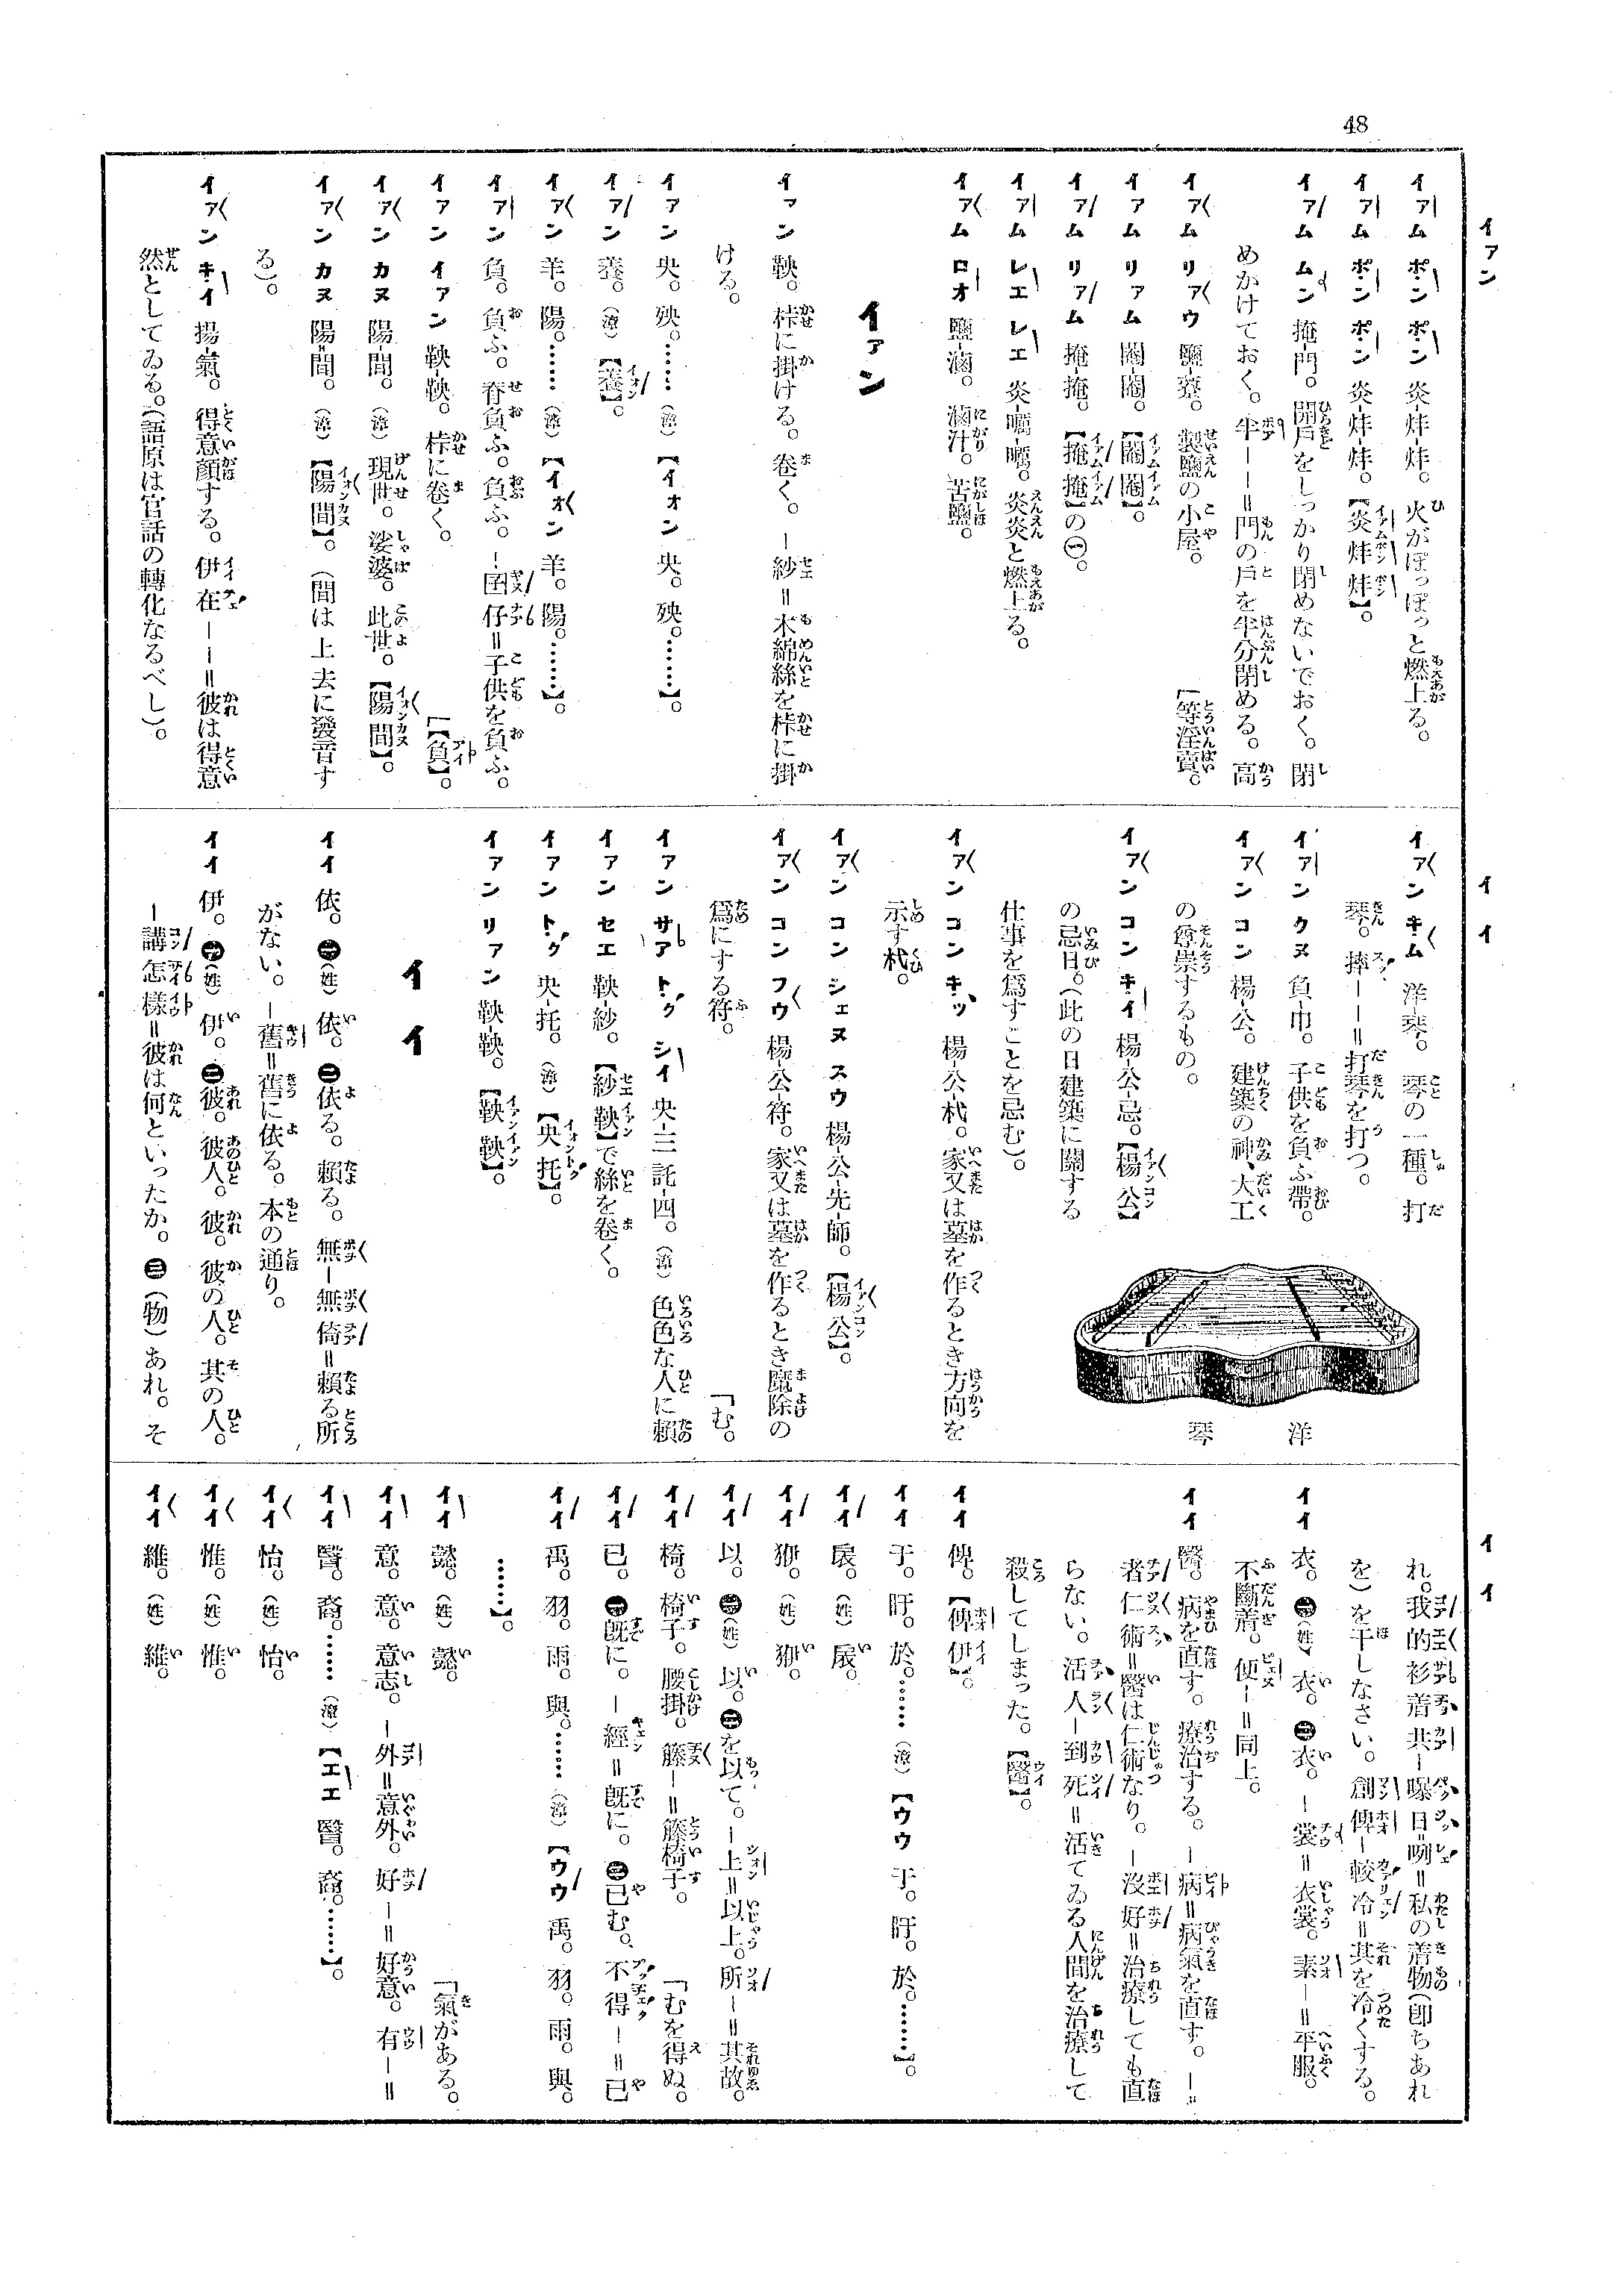 48
イァン
イイ
イイ
イァム ポン ポン 炎-炸-炸。火がぽっぽっと燃上る。
イァム ポン ポン 炎-炸-炸。【炎炸炸】。
イァム ムン 掩-門。開戸をしっかり閉めないでおく。閉
めかけておく。半――＝門の戸を半分閉める。高
「等淫賣。
イァム リァウ 鹽-藔。製鹽の小屋。
イァム リァム 閹-閹。【閹閹】。
イァム リァム 掩-掩。【掩掩】の㊀。
イァム レエ レエ 炎-曯-曯。炎炎と燃上る。
イァム ロオ 鹽-滷。滷汁。苦鹽。
イァン
イァン 鞅。桛に掛ける。卷く。―紗＝木綿絲を桛に掛
ける。
イァン 央。殃。……（漳）【イォン 央。殃。……】。
イァン 養。（漳）【養】。
イァン 羊。陽。……（漳）【イォン 羊。陽。……】。
イァン 負。負ふ。脊負ふ。負ふ。―囝仔＝子供を負ふ。
「【負】。
イァン イァン 鞅-鞅。桛に卷く。
イァン カヌ 陽-間。（漳）現世。娑婆。此世。【陽間】。
イァン カヌ 陽-間。（漳）【陽間】。（間は上去に發音す
る）。
イァン キイ 揚-氣。得意顔する。伊在――＝彼は得意
然としてゐる。（語原は官話の轉化なるべし）。
イァン キム 洋-琴。琴の一種。打
琴。摔――＝打琴を打つ。
イァン クヌ 負-巾。子供を負ふ帶。
イァン コン 楊-公。建築の神、大工
の尊崇するもの。
イァン コン キイ 楊-公-忌。【楊公】
の忌日。（此の日建築に關する
仕事を爲すことを忌む）。
イァン コン キッ 楊-公-杙。家又は墓を作るとき方向を
示す杙。
イァン コン シェヌ スウ 楊-公-先-師。【楊公】。
イァン コン フウ 楊-公-符。家又は墓を作るとき魔除の
爲にする符。
「む。
イァン サア トク シイ 央-三-託-四。（漳）色色な人に賴
イァン セエ 鞅-紗。【紗鞅】で絲を卷く。
イァン トク 央-托。（漳）【央托】。
イァン リァン 鞅-鞅。【鞅鞅】。
洋琴
イイ
イイ 依。㊀（姓）依。㊁依る。賴る。無―無倚＝賴る所
がない。―舊＝舊に依る。本の通り。
イイ 伊。㊀（姓）伊。㊁彼。彼人。彼。彼の人。其の人。
―講怎樣＝彼は何といったか。㊂（物）あれ。そ
れ。我的衫着共―曝日＝私の着物（卽ちあれ
を）を干しなさい。創俾―較冷＝其を冷くする。
イイ 衣。㊀（姓）衣。㊁衣。―裳＝衣裳。素―＝平服。
不斷着。便―＝同上。
イイ 醫。病を直す。療治する。―病＝病氣を直す。―＝
者仁術＝醫は仁術なり。―沒好＝治療しても直
らない。活人―到死＝活てゐる人間を治療して
殺してしまった。【醫】。
イイ 俾。【俾伊】。
イイ 于。盱。於。……（漳）【ウウ 于。盱。於。……】。
イイ 扆。（姓）扆。
イイ （姓）
イイ 以。㊀（姓）以。㊁を以て。―上＝以上。所―＝其故。
イイ 椅。椅子。腰掛。籐―＝籐椅子。
「むを得ぬ。
イイ 已。㊀既に。―經＝既に。㊁已む、不得―＝已
イイ 禹。羽。雨。與。……（漳）【ウウ 禹。羽。雨。與。
……】。
イイ 懿。（姓）懿。
「氣がある。
イイ 意。意。意志。―外＝意外。好―＝好意。有―＝
イイ 醫。裔。……（漳）【エエ 醫。裔。……】。
イイ 怡。（姓）怡。
イイ 惟。（姓）惟。
イイ 維。（姓）維。